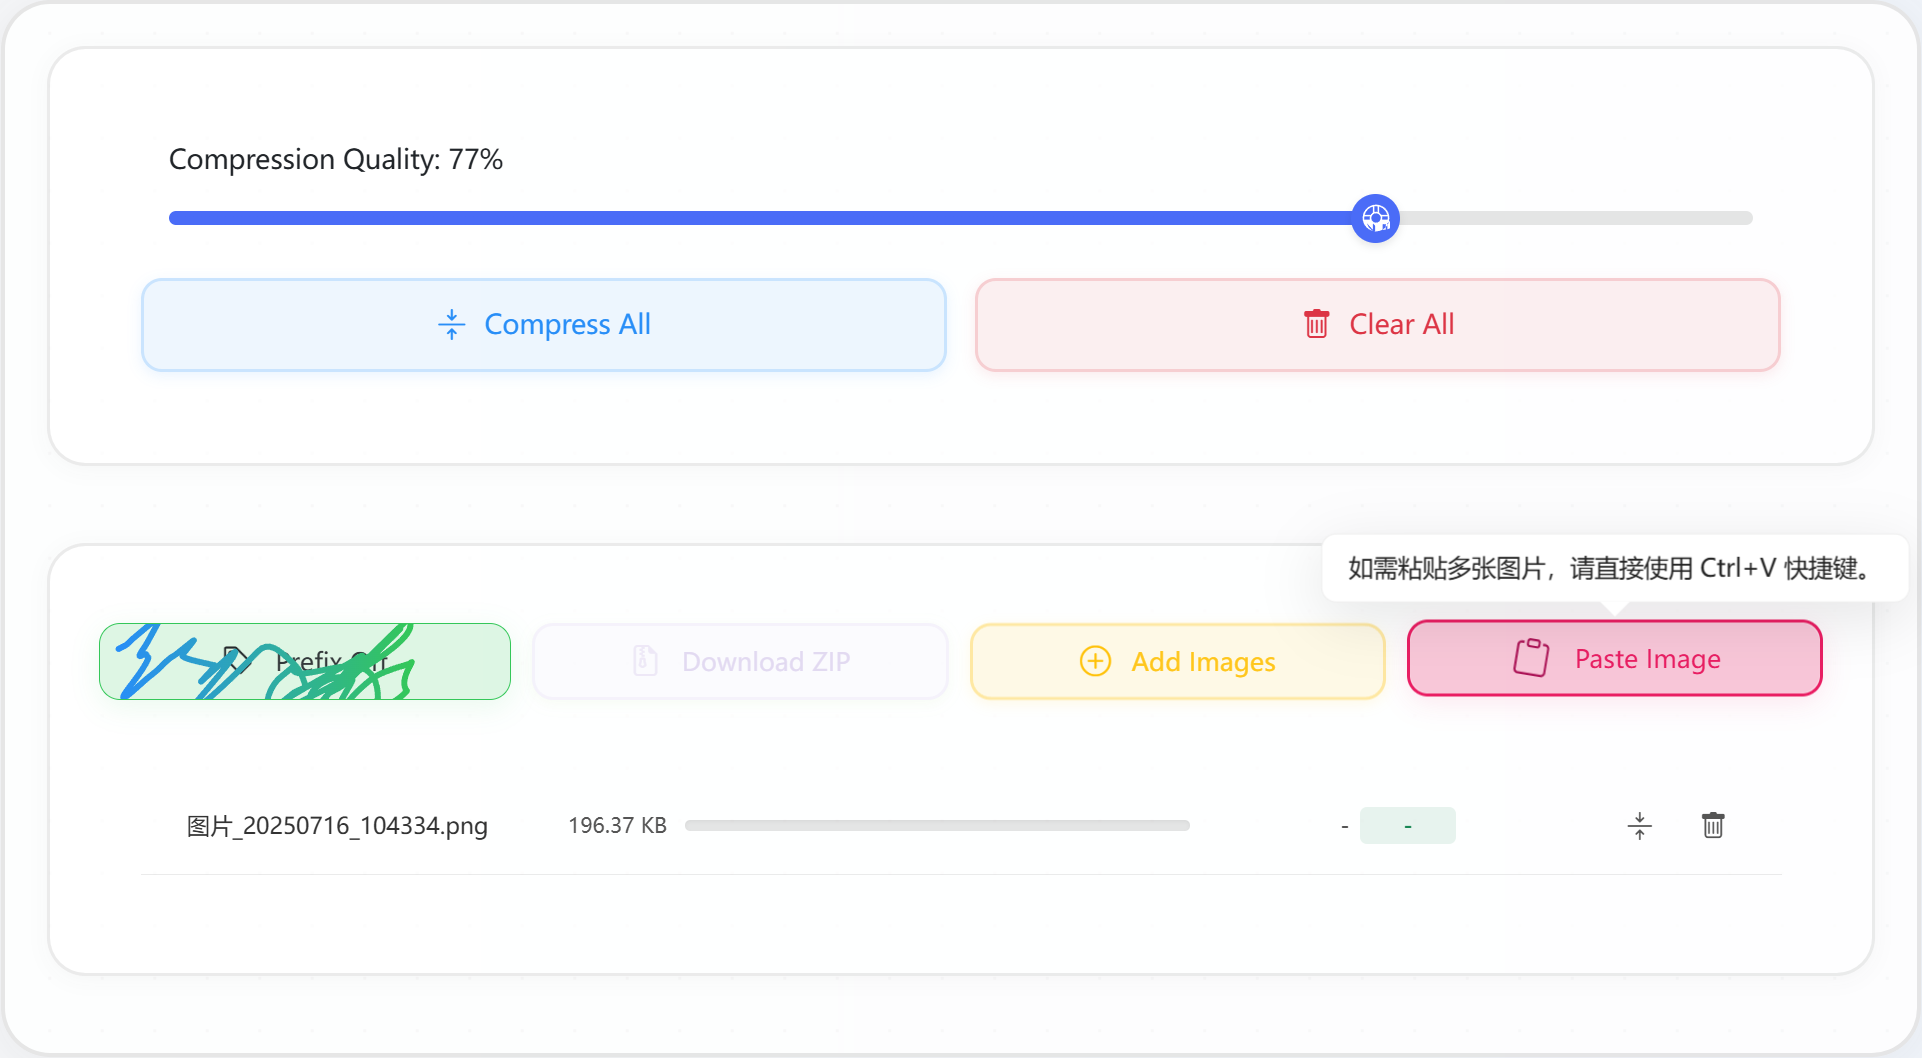 Compression Quality: 77%
Compress All
Clear All
如需粘贴多张图片，请直接使用 Ctrl+V 快捷键。
Prefix Off
Download ZIP
Add Images
Paste Image
图片_20250716_104334.png
196.37 KB
-
-